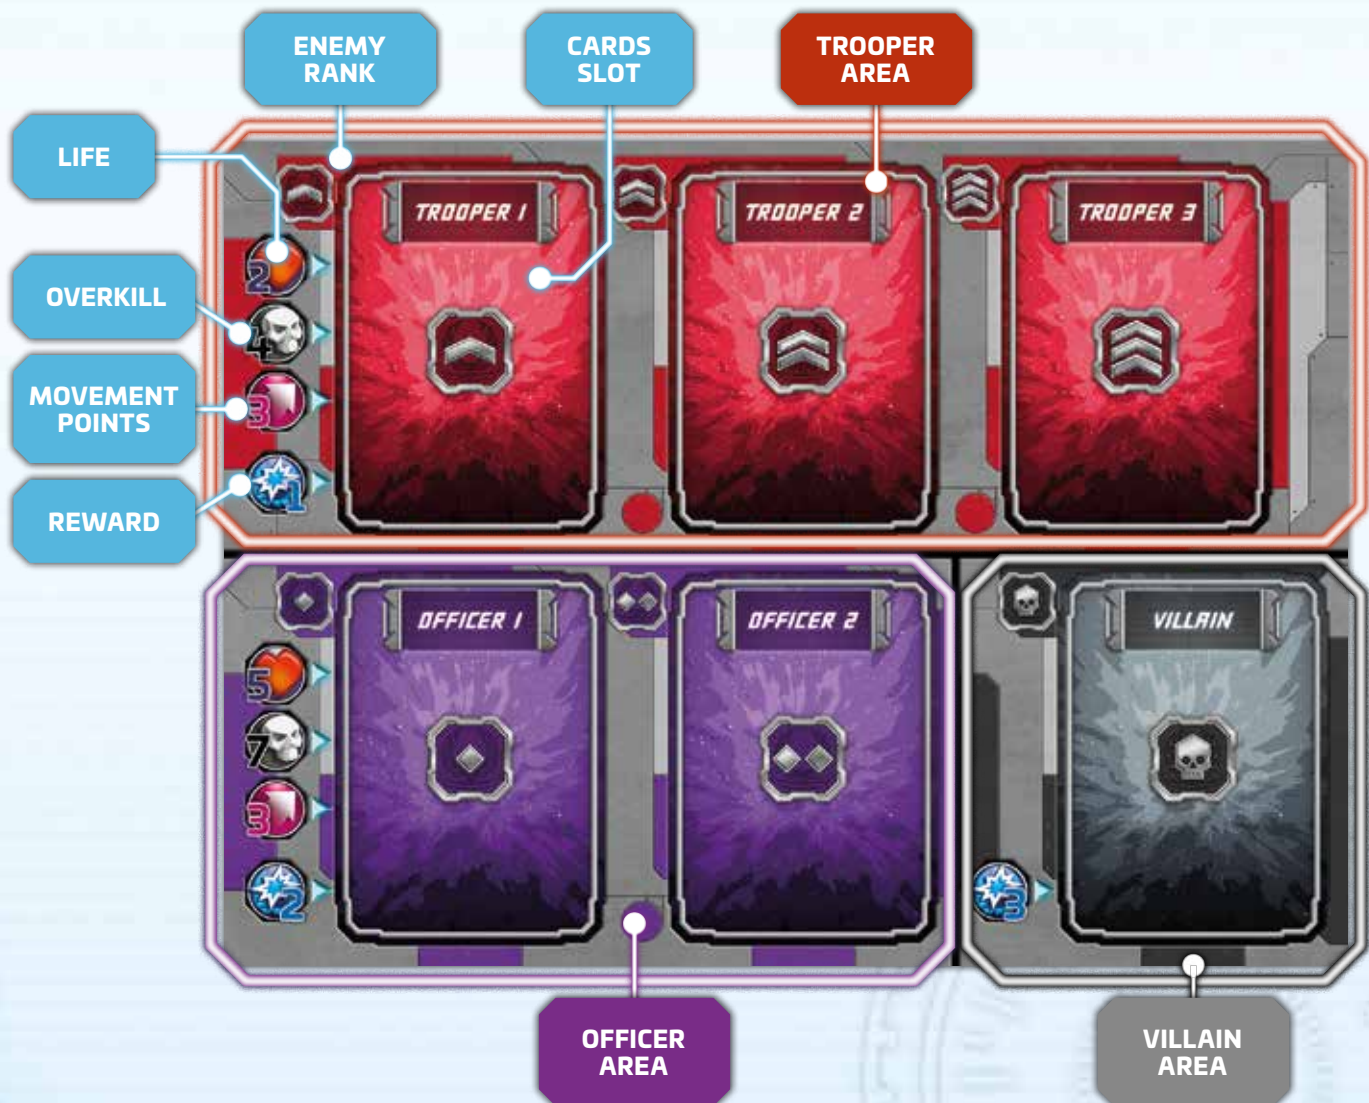 ENEMY
RANK
CARDS
SLOT
TROOPER
AREA
LIFE
TROOPER 1
TROOPER 2
TROOPER 3
2
OVERKILL
4
MOVEMENT
POINTS
3
REWARD
1
OFFICER 1
OFFICER 2
VILLAIN
5
7
3
2
3
OFFICER
AREA
VILLAIN
AREA